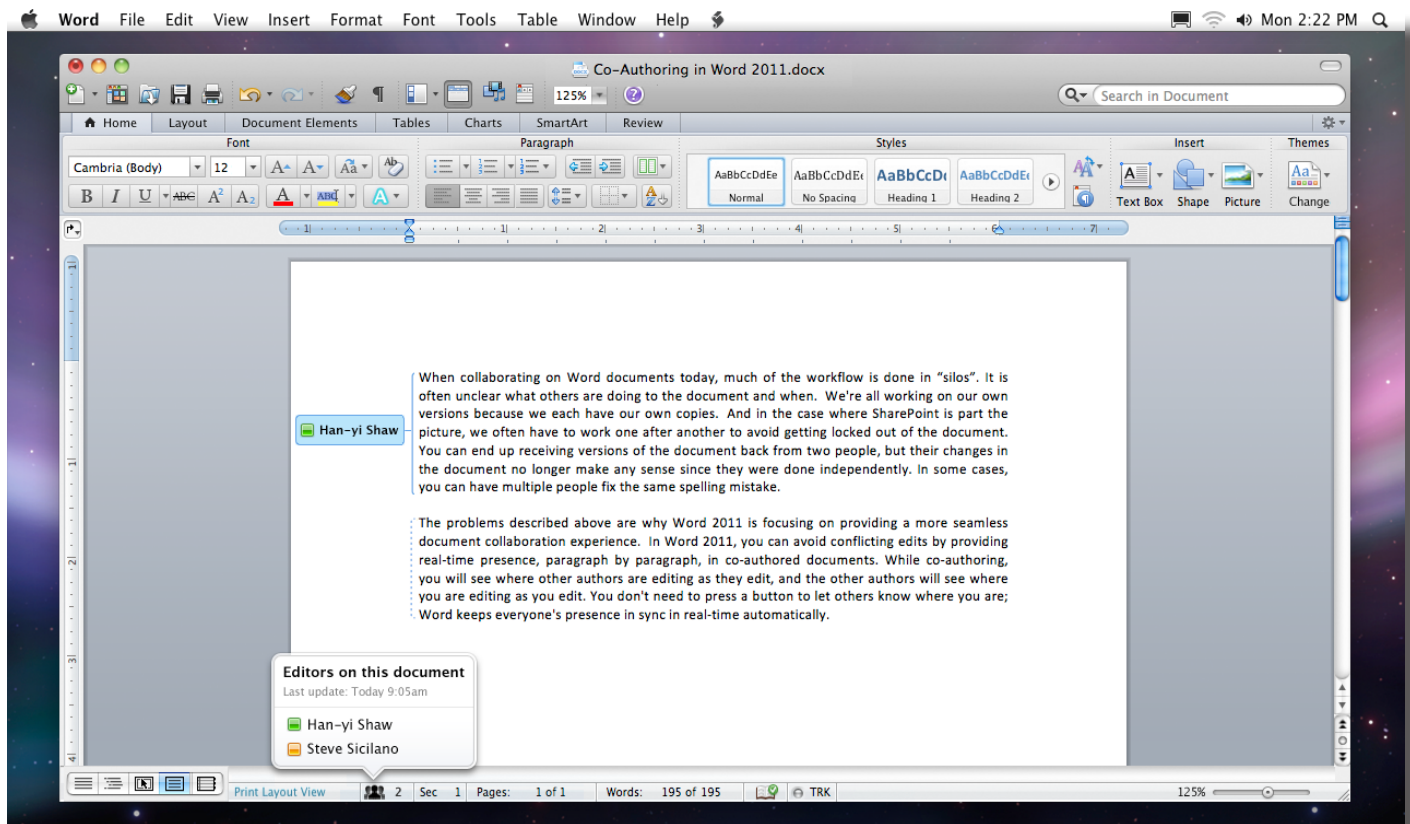 Word File Edit View Insert Format Font Tools Table Window Help Mon 2:22 PM
Co-Authoring in Word 2011.docx
125% Search in Document
Home Layout Document Elements Tables Charts SmartArt Review
Font Paragraph Styles Insert Themes
Cambria (Body) 12 A A Aa Ab
AaBbCcDdEe AaBbCcDdEe AaBbCcDd AaBbCcDdEe A Aa
Normal No Spacing Heading 1 Heading 2
B I U ABC A2 A2 A ABC A
Text Box Shape Picture Change
1 1 2 3 4 5 6 7
When collaborating on Word documents today, much of the workflow is done in “silos”. It is
often unclear what others are doing to the document and when. We're all working on our own
versions because we each have our own copies. And in the case where SharePoint is part the
Han-yi Shaw
picture, we often have to work one after another to avoid getting locked out of the document.
You can end up receiving versions of the document back from two people, but their changes in
the document no longer make any sense since they were done independently. In some cases,
you can have multiple people fix the same spelling mistake.
The problems described above are why Word 2011 is focusing on providing a more seamless
document collaboration experience. In Word 2011, you can avoid conflicting edits by providing
real-time presence, paragraph by paragraph, in co-authored documents. While co-authoring,
you will see where other authors are editing as they edit, and the other authors will see where
you are editing as you edit. You don't need to press a button to let others know where you are;
Word keeps everyone's presence in sync in real-time automatically.
Editors on this document
Last update: Today 9:05am
Han-yi Shaw
Steve Sicilano
Print Layout View 2 Sec 1 Pages: 1 of 1 Words: 195 of 195 TRK 125%